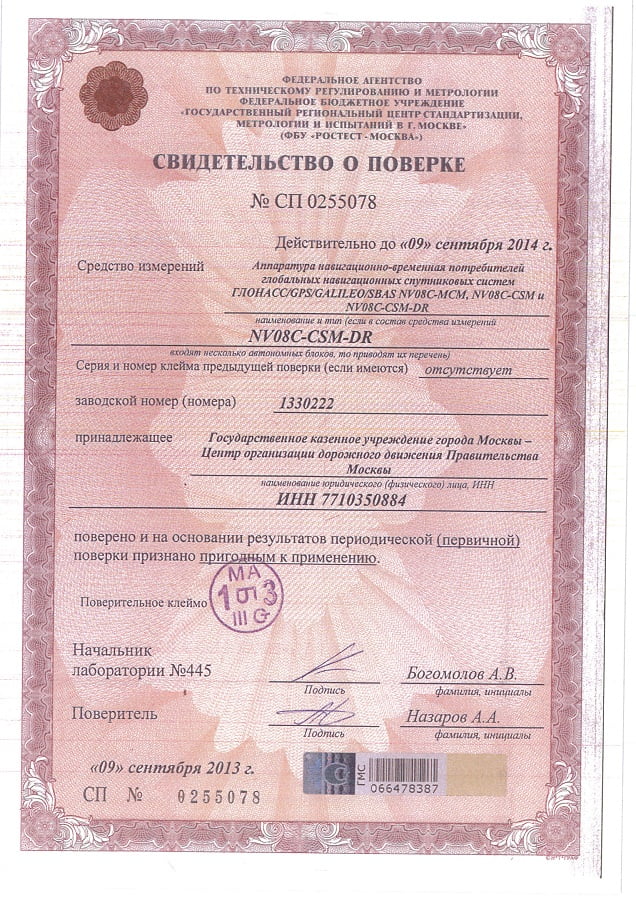 ФЕДЕРАЛЬНОЕ АГЕНТСТВО
ПО ТЕХНИЧЕСКОМУ РЕГУЛИРОВАНИЮ И МЕТРОЛОГИИ
ФЕДЕРАЛЬНОЕ БЮДЖЕТНОЕ УЧРЕЖДЕНИЕ
«ГОСУДАРСТВЕННЫЙ РЕГИОНАЛЬНЫЙ ЦЕНТР СТАНДАРТИЗАЦИИ,
МЕТРОЛОГИИ И ИСПЫТАНИЙ В Г. МОСКВЕ»
(ФБУ «РОСТЕСТ - МОСКВА»)
СВИДЕТЕЛЬСТВО О ПОВЕРКЕ
№ СП 0255078
Действительно до «09» сентября 2014 г.
Средство измерений Аппаратура навигационно-временная потребителей
глобальных навигационных спутниковых систем
ГЛОНАСС/GPS/GALILEO/SBAS NV08C-MCM, NV08C-CSM и
NV08C-CSM-DR
наименование и тип (если в состав средства измерений
NV08C-CSM-DR
входят несколько автономных блоков, то приводят их перечень)
Серия и номер клейма предыдущей поверки (если имеются) отсутствует
заводской номер (номера) 1330222
принадлежащее Государственное казенное учреждение города Москвы –
Центр организации дорожного движения Правительства
Москвы
наименование юридического (физического) лица, ИНН
ИНН 7710350884
поверено и на основании результатов периодической (первичной)
поверки признано пригодным к применению.
МА
Поверительное клеймо 1 5 3
III
Начальник
лаборатории №445 Богомолов А.В.
Подпись фамилия, инициалы
Поверитель Назаров А.А.
Подпись фамилия, инициалы
«09» сентября 2013 г.
ГМС
066478387
СП № 0255078